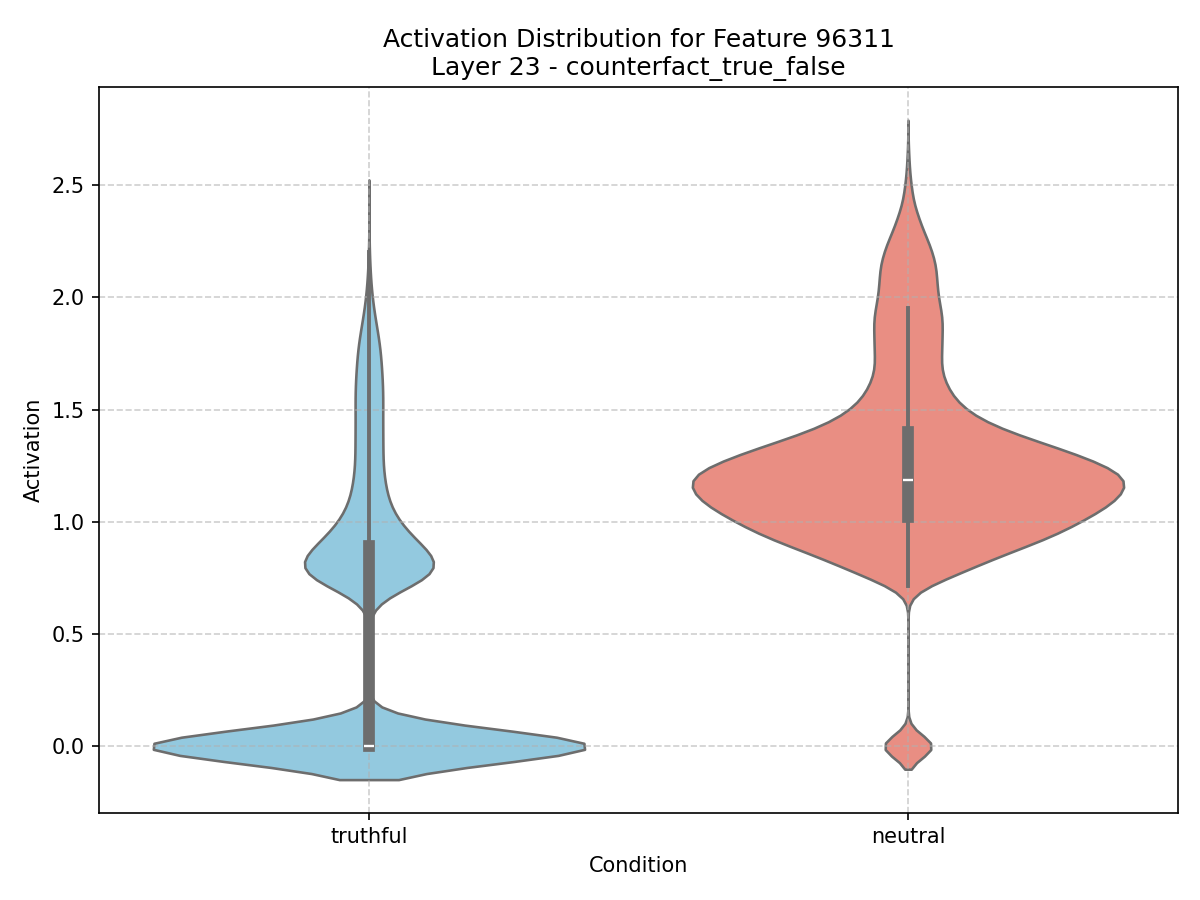 Activation Distribution for Feature 96311
Layer 23 - counterfact_true_false
Activation
2.5
2.0
1.5
1.0
0.5
0.0
truthful
neutral
Condition